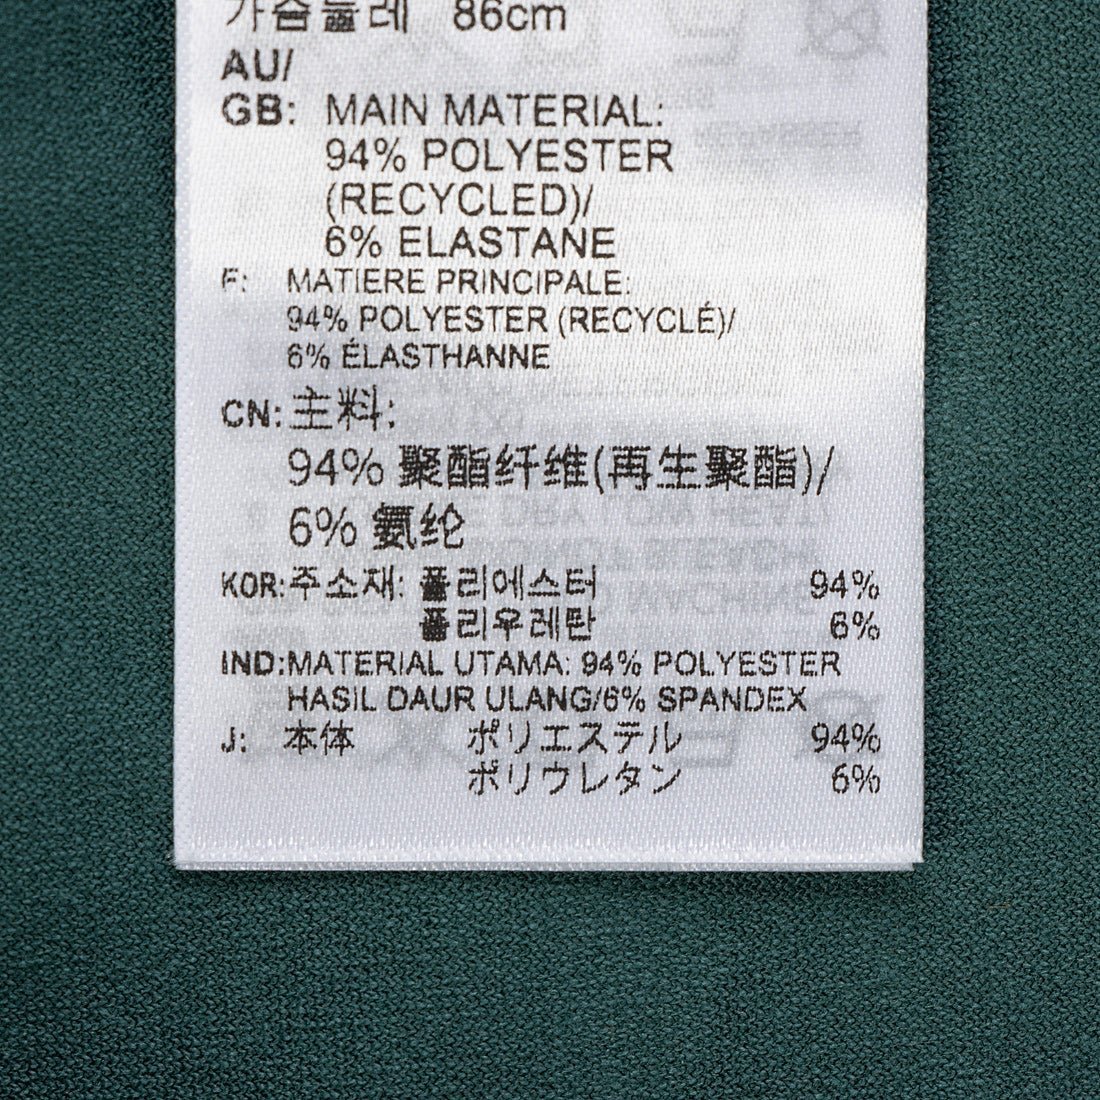 가슴둘레 86cm
AU/
GB: MAIN MATERIAL:
94% POLYESTER
(RECYCLED)/
6% ELASTANE
F: MATIERE PRINCIPALE:
94% POLYESTER (RECYCLÉ)/
6% ÉLASTHANNE
CN: 主料:
94% 聚酯纤维(再生聚酯)/
6% 氨纶
KOR: 주소재: 폴리에스터 94%
폴리우레탄 6%
IND: MATERIAL UTAMA: 94% POLYESTER
HASIL DAUR ULANG/6% SPANDEX
J: 本体 ポリエステル 94%
ポリウレタン 6%